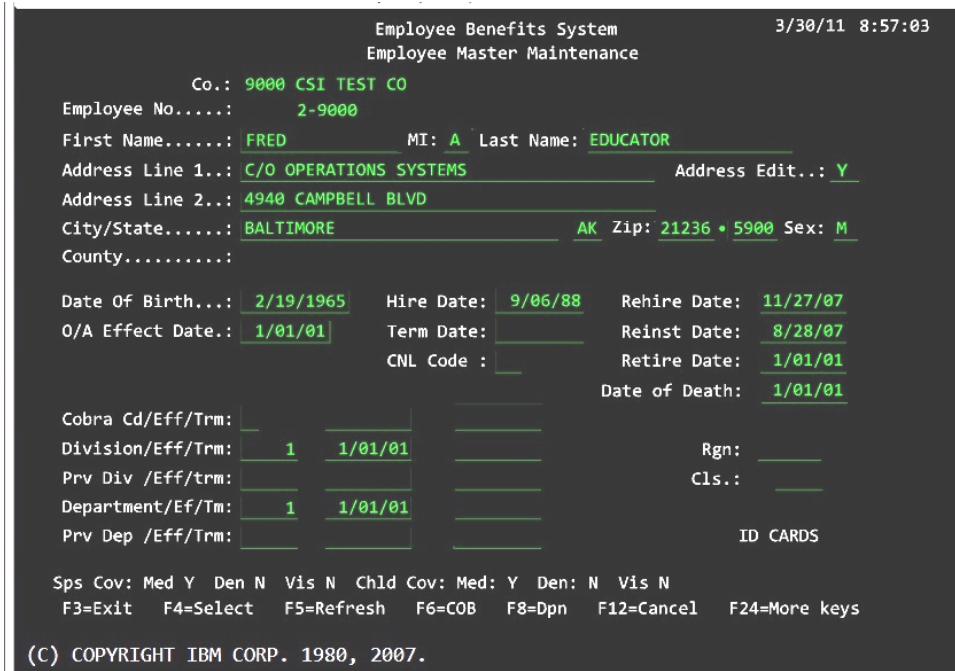 Employee Benefits System 3/30/11 8:57:03
Employee Master Maintenance
Co.: 9000 CSI TEST CO
Employee No.....: 2-9000
First Name......: FRED MI: A Last Name: EDUCATOR
Address Line 1..: C/O OPERATIONS SYSTEMS Address Edit..: Y
Address Line 2..: 4940 CAMPBELL BLVD
City/State......: BALTIMORE AK Zip: 21236 • 5900 Sex: M
County..........:
Date Of Birth...: 2/19/1965 Hire Date: 9/06/88 Rehire Date: 11/27/07
O/A Effect Date.: 1/01/01 Term Date: Reinst Date: 8/28/07
CNL Code : Retire Date: 1/01/01
Date of Death: 1/01/01
Cobra Cd/Eff/Trm:
Division/Eff/Trm: 1 1/01/01 Rgn:
Prv Div /Eff/trm: Cls.:
Department/Ef/Tm: 1 1/01/01
Prv Dep /Eff/Trm: ID CARDS
Sps Cov: Med Y Den N Vis N Chld Cov: Med: Y Den: N Vis N
F3=Exit F4=Select F5=Refresh F6=COB F8=Dpn F12=Cancel F24=More keys
(C) COPYRIGHT IBM CORP. 1980, 2007.